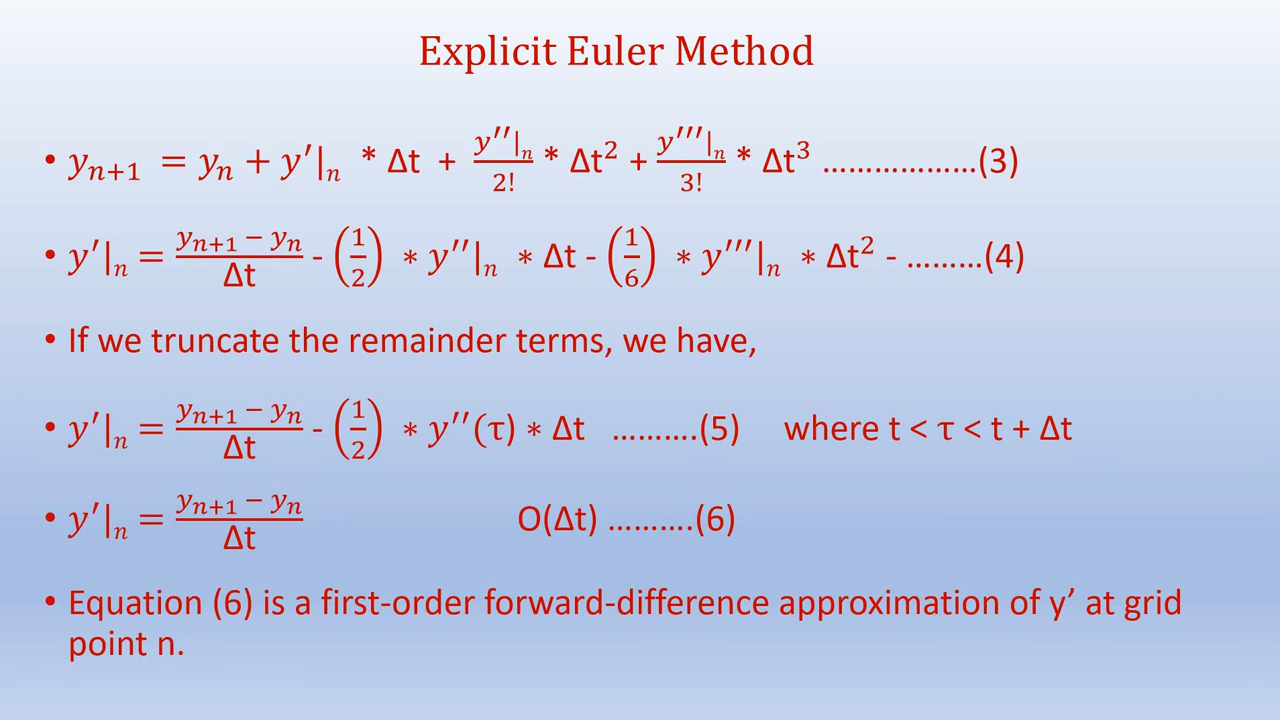 Explicit Euler Method
• yₙ₊₁ = yₙ + y′|ₙ * Δt + y′′|ₙ/2! * Δt² + y′′′|ₙ/3! * Δt³ ………………(3)
• y′|ₙ = (yₙ₊₁ − yₙ)/Δt - (1/2) ∗ y′′|ₙ ∗ Δt - (1/6) ∗ y′′′|ₙ ∗ Δt² - ………(4)
• If we truncate the remainder terms, we have,
• y′|ₙ = (yₙ₊₁ − yₙ)/Δt - (1/2) ∗ y′′(τ) ∗ Δt ……….(5) where t < τ < t + Δt
• y′|ₙ = (yₙ₊₁ − yₙ)/Δt O(Δt) ……….(6)
• Equation (6) is a first-order forward-difference approximation of y’ at grid
point n.